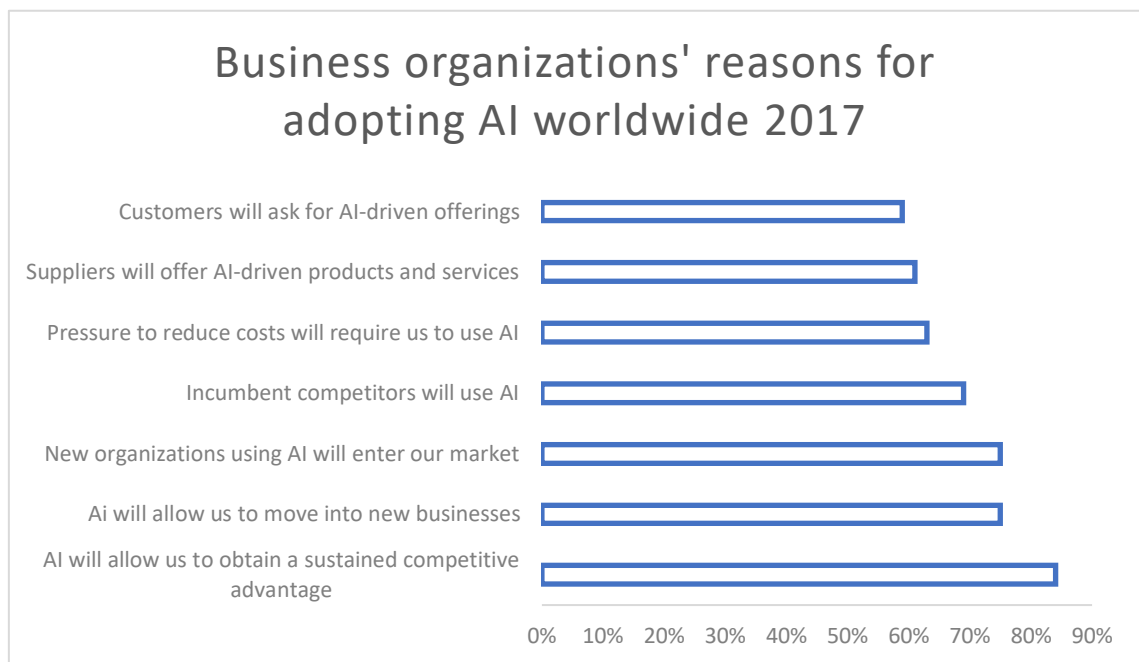 Business organizations' reasons for
adopting AI worldwide 2017
Customers will ask for AI-driven offerings
Suppliers will offer AI-driven products and services
Pressure to reduce costs will require us to use AI
Incumbent competitors will use AI
New organizations using AI will enter our market
Ai will allow us to move into new businesses
AI will allow us to obtain a sustained competitive
advantage
0% 10% 20% 30% 40% 50% 60% 70% 80% 90%